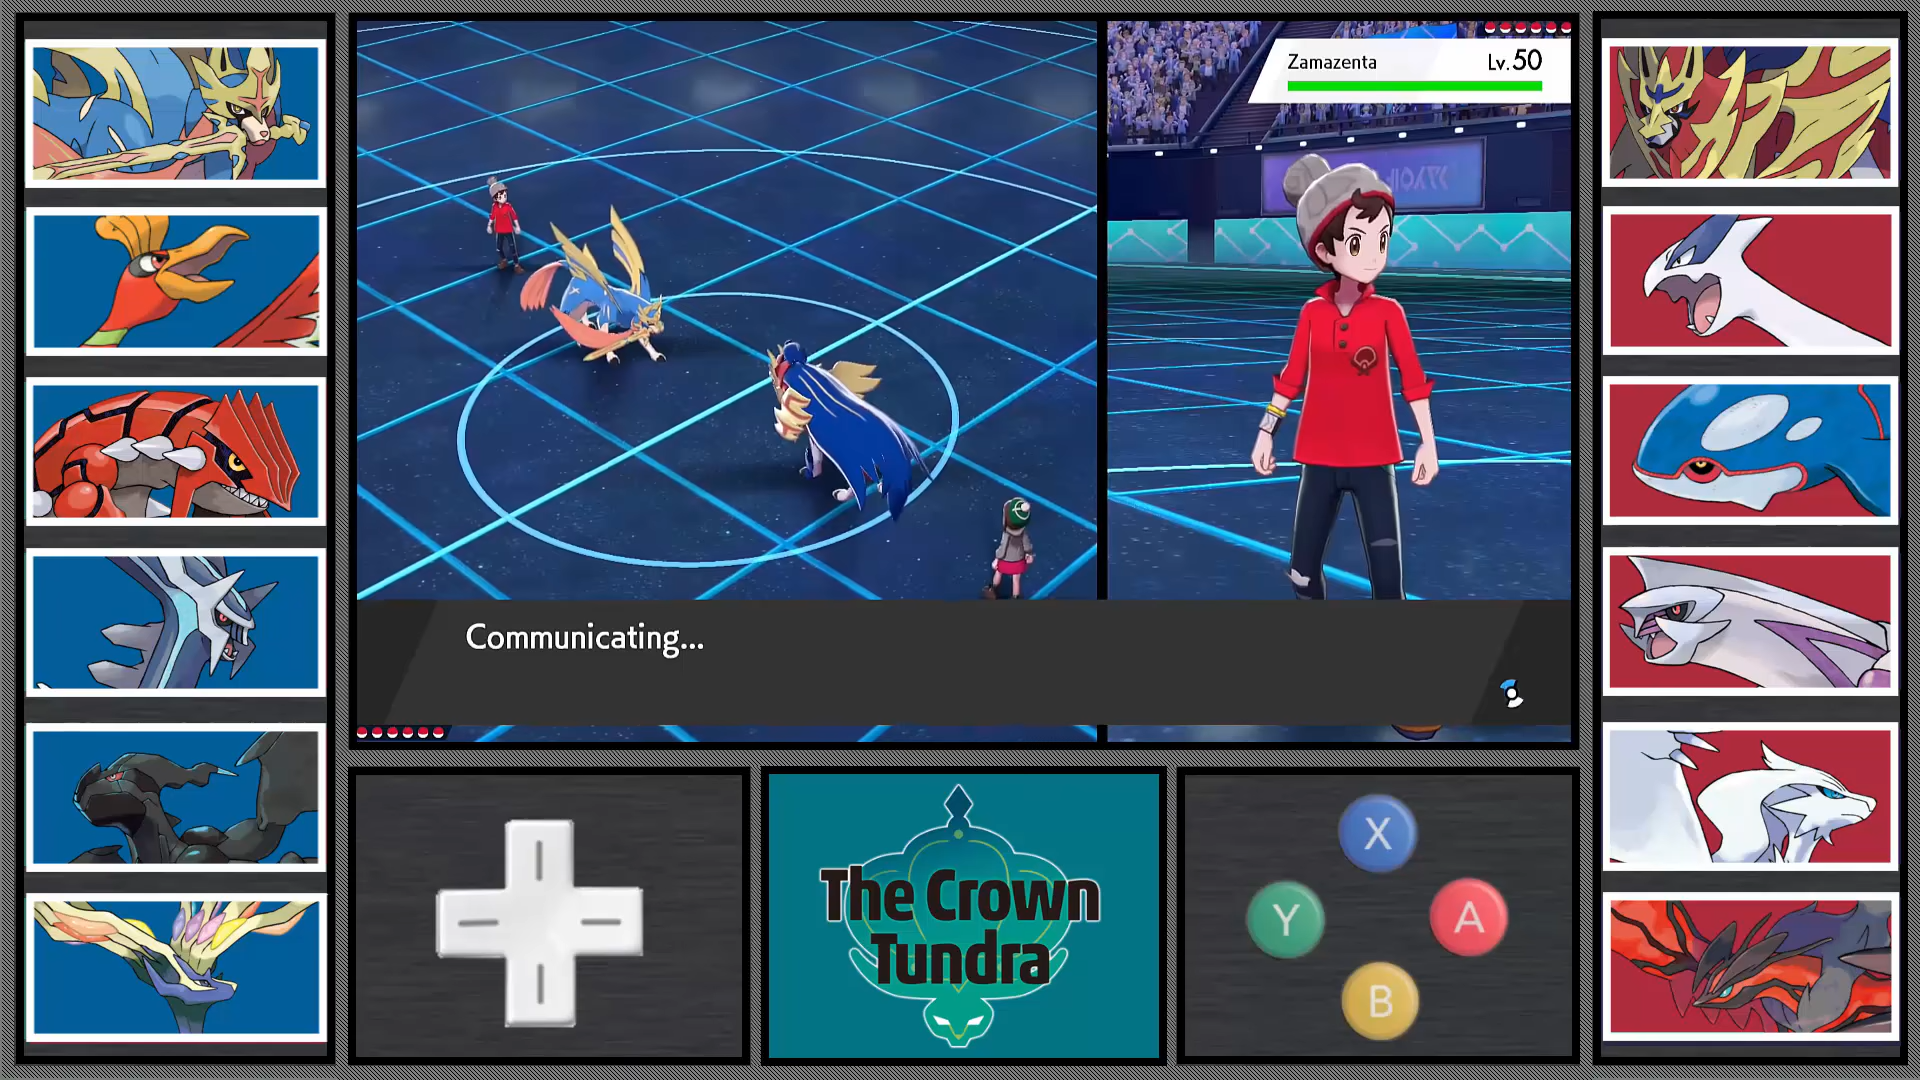 Zamazenta Lv.50
Communicating...
The Crown
Tundra
X
Y
A
B